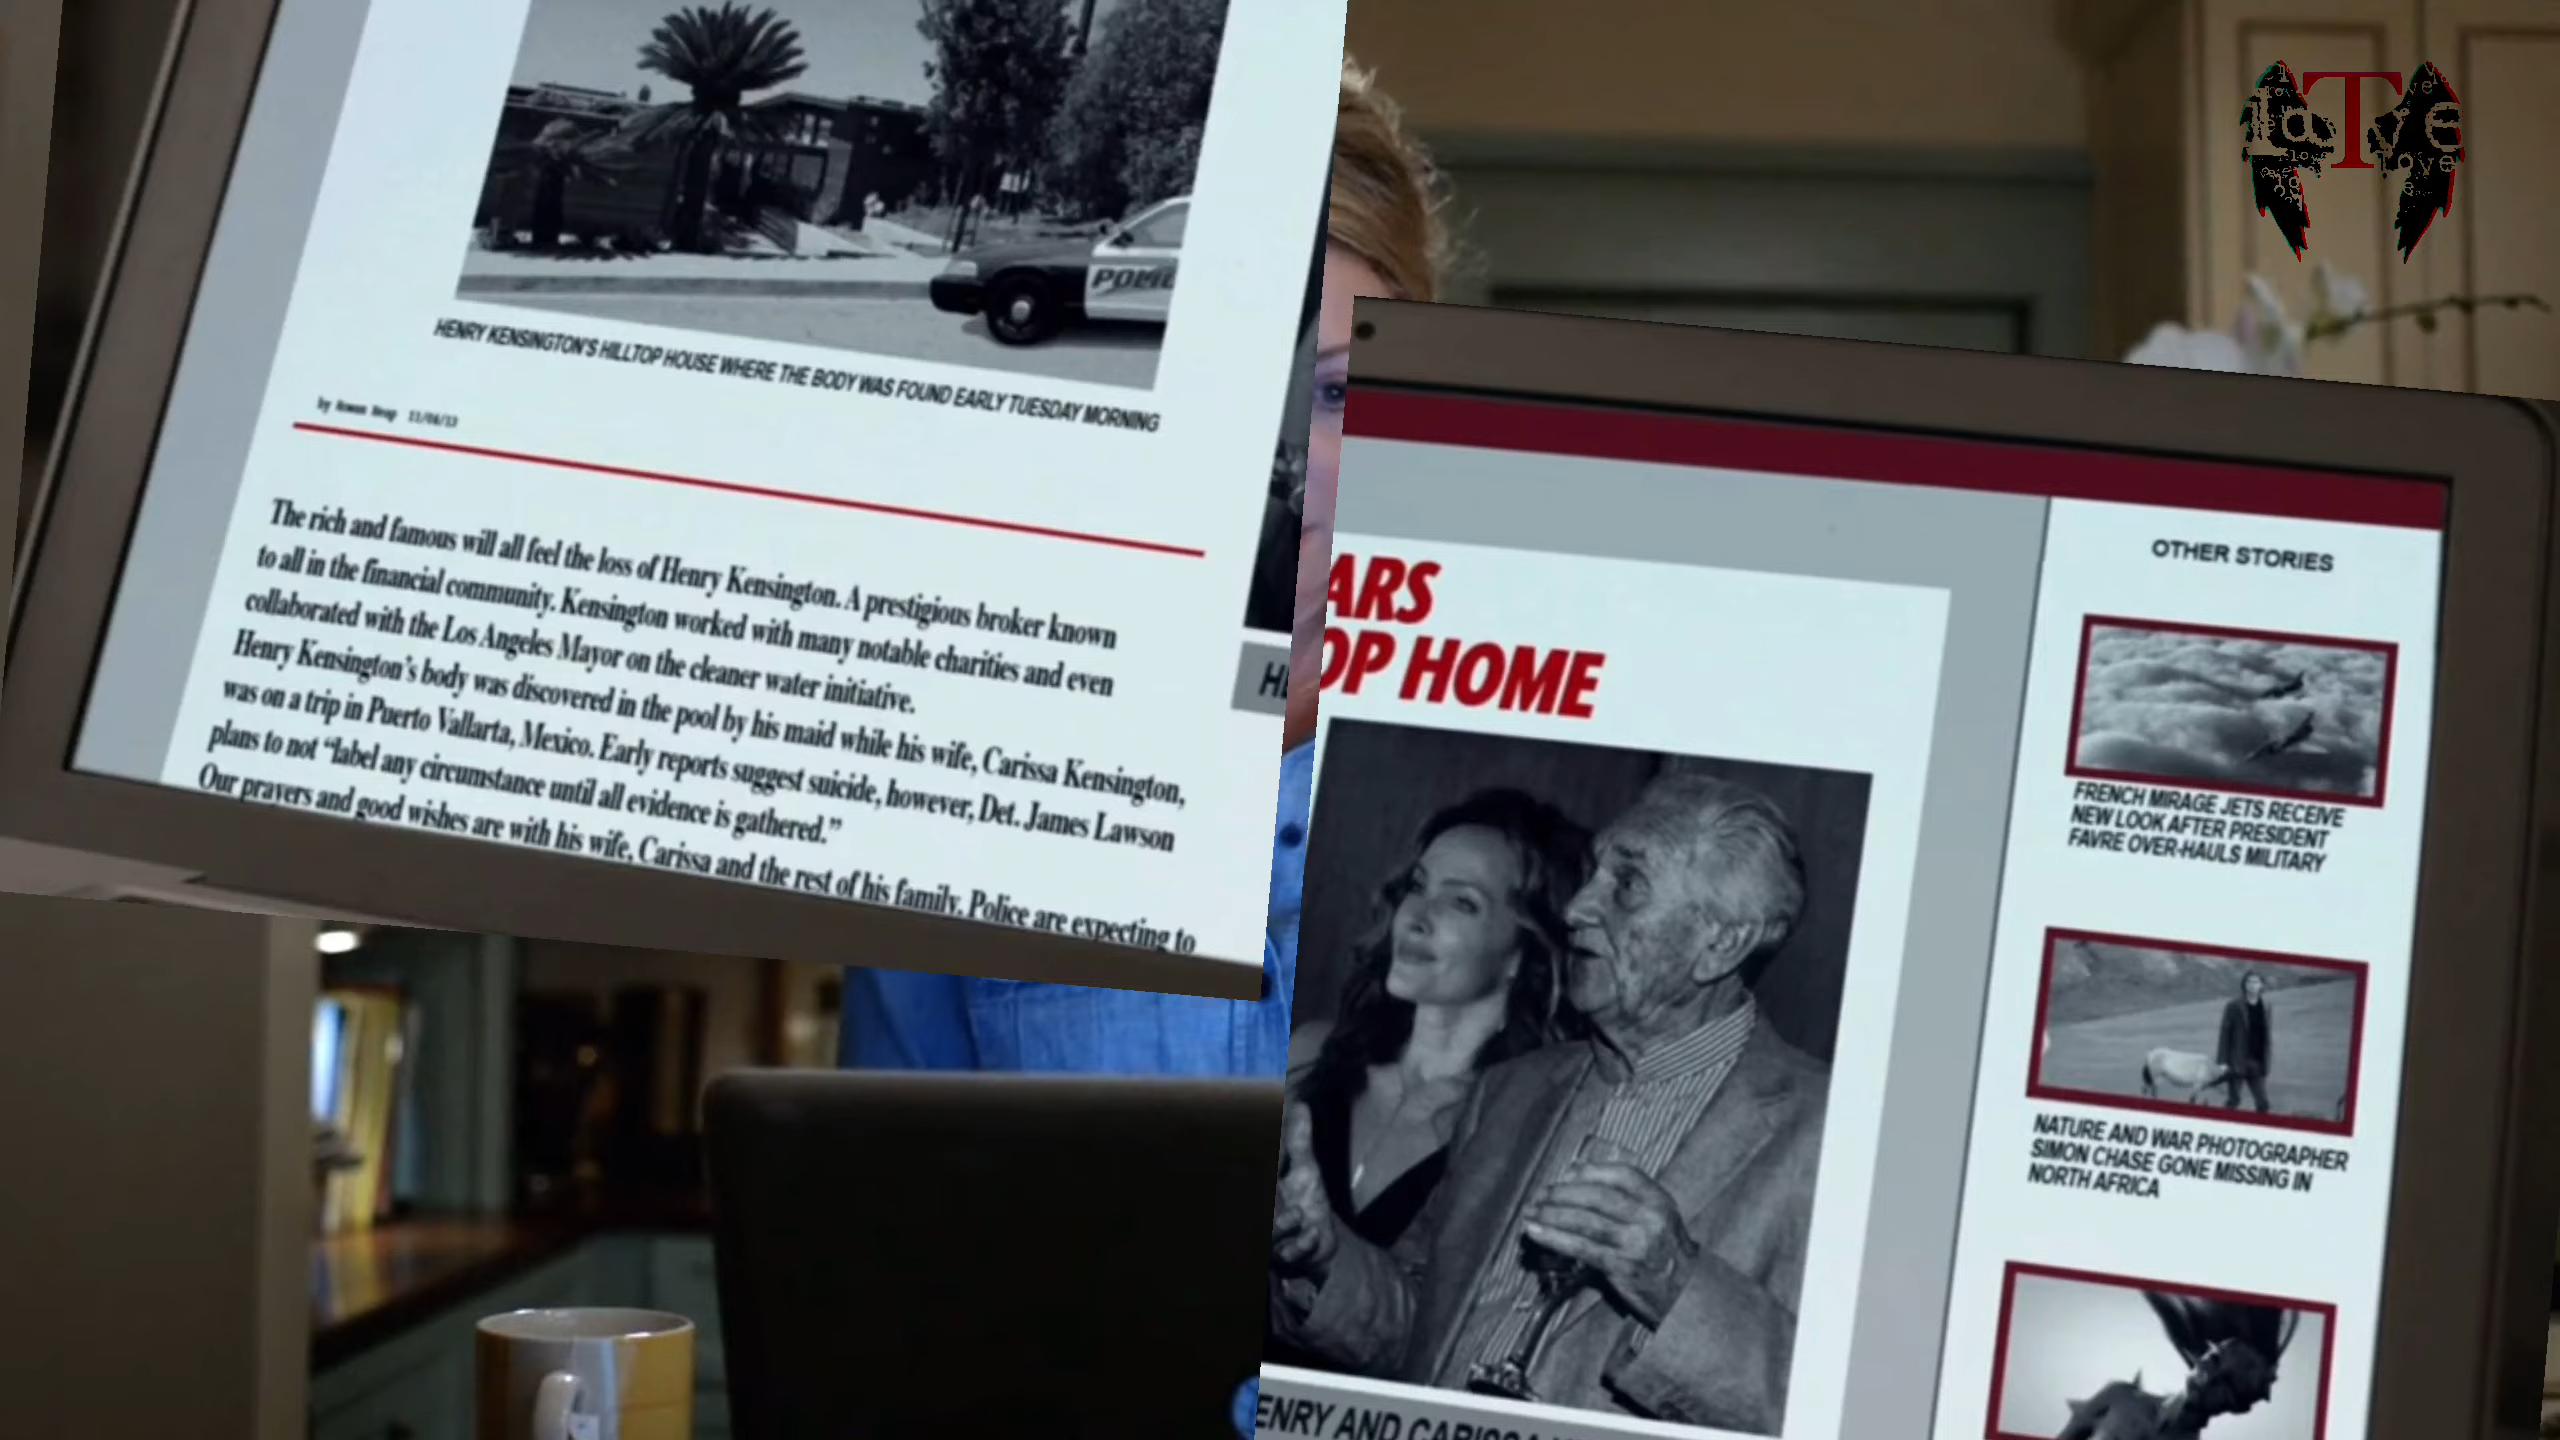 POLIC
HENRY KENSINGTON'S HILLTOP HOUSE WHERE THE BODY WAS FOUND EARLY TUESDAY MORNING
by
The rich and famous will all feel the loss of Henry Kensington. A prestigious broker known
to all in the financial community. Kensington worked with many notable charities and even
collaborated with the Los Angeles Mayor on the cleaner water initiative.
Henry Kensington's body was discovered in the pool by his maid while his wife, Carissa Kensington,
was on a trip in Puerto Vallarta, Mexico. Early reports suggest suicide, however, Det. James Lawson
plans to not “label any circumstance until all evidence is gathered.”
Our prayers and good wishes are with his wife, Carissa and the rest of his family. Police are expecting to
HE
ARS
OP HOME
ENRY AND CARISSA
OTHER STORIES
FRENCH MIRAGE JETS RECEIVE
NEW LOOK AFTER PRESIDENT
FAVRE OVER-HAULS MILITARY
NATURE AND WAR PHOTOGRAPHER
SIMON CHASE GONE MISSING IN
NORTH AFRICA
T
love